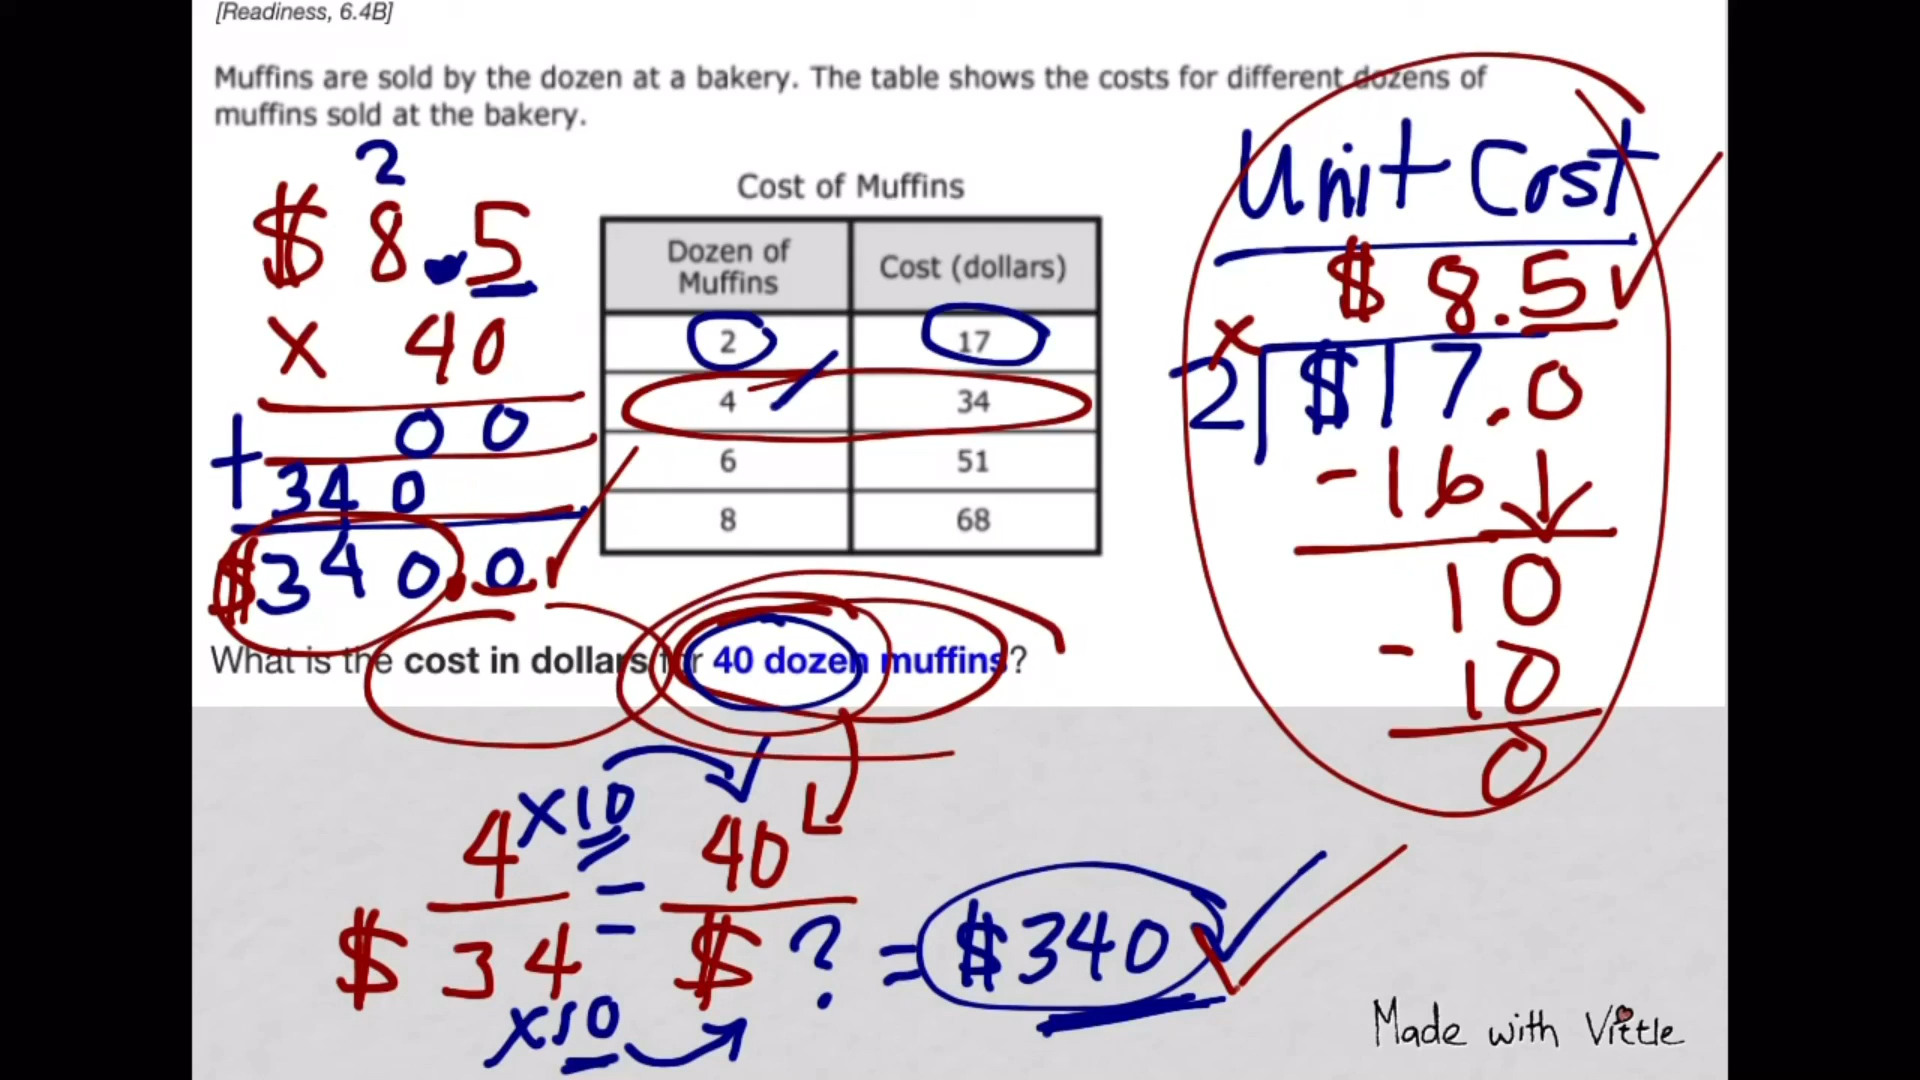 [Readiness, 6.4B]
Muffins are sold by the dozen at a bakery. The table shows the costs for different dozens of
muffins sold at the bakery.
2
$ 8.5
x 40
00
+ 340
$340.0
Cost of Muffins
Dozen of Muffins Cost (dollars)
2 17
4 34
6 51
8 68
Unit Cost
$ 8.5
2 $17.0
-16
10
- 10
0
What is the cost in dollars for 40 dozen muffins?
4 x10 = 40
$ 34 $ ? = $340
x10
Made with Vittle